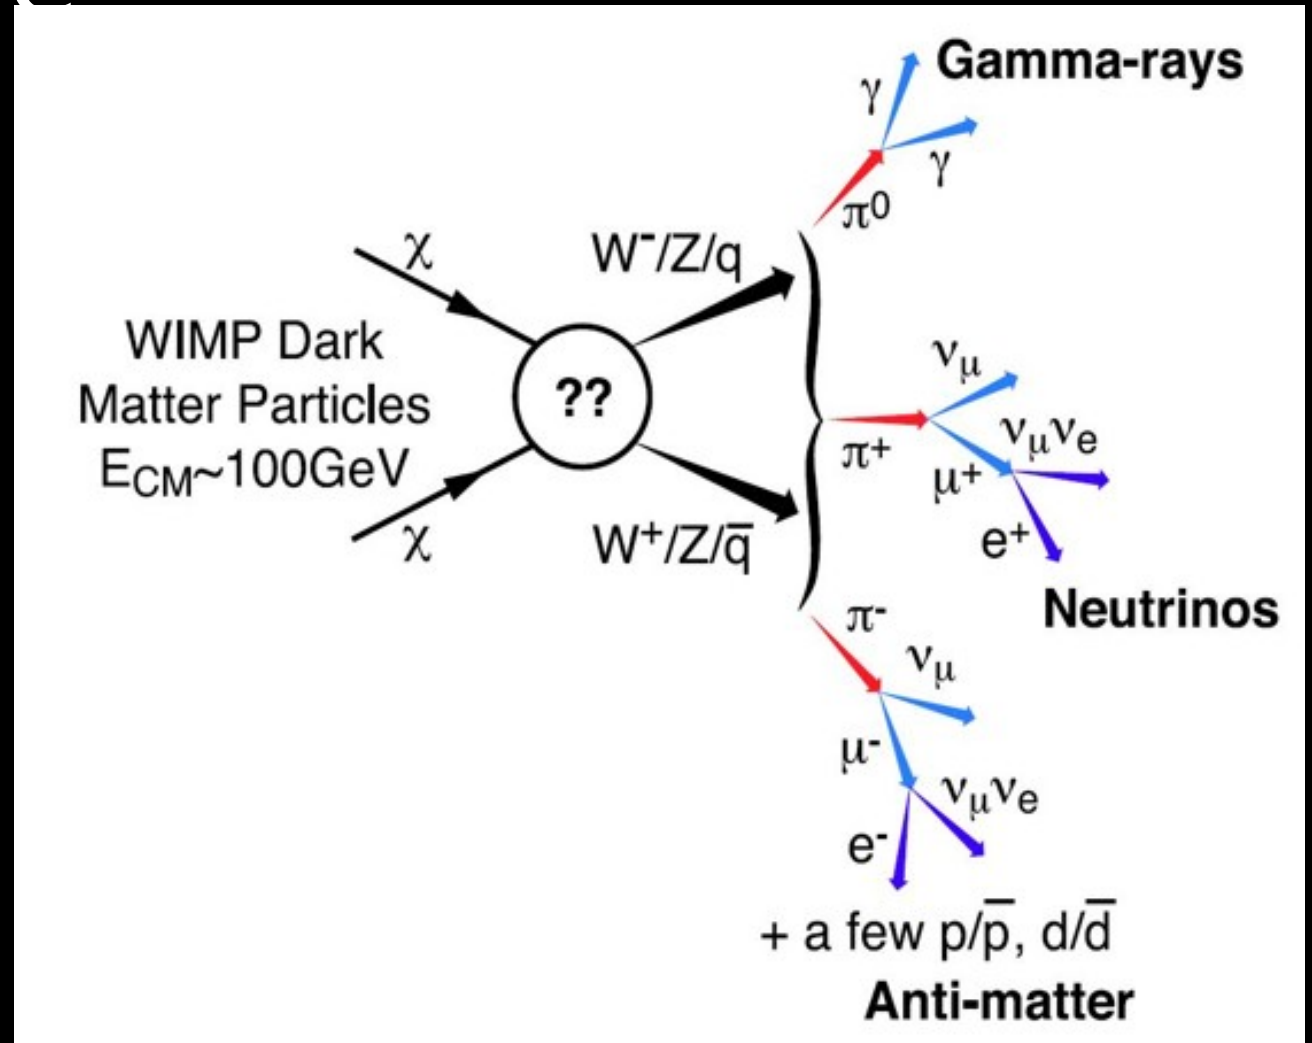 Gamma-rays
γ
γ
π0
χ
W-/Z/q
WIMP Dark
Matter Particles
ECM~100GeV
??
χ
W+/Z/q̅
νμ
π+
νμνe
μ+
e+
Neutrinos
π-
νμ
μ-
νμνe
e-
+ a few p/p̅, d/d̅
Anti-matter